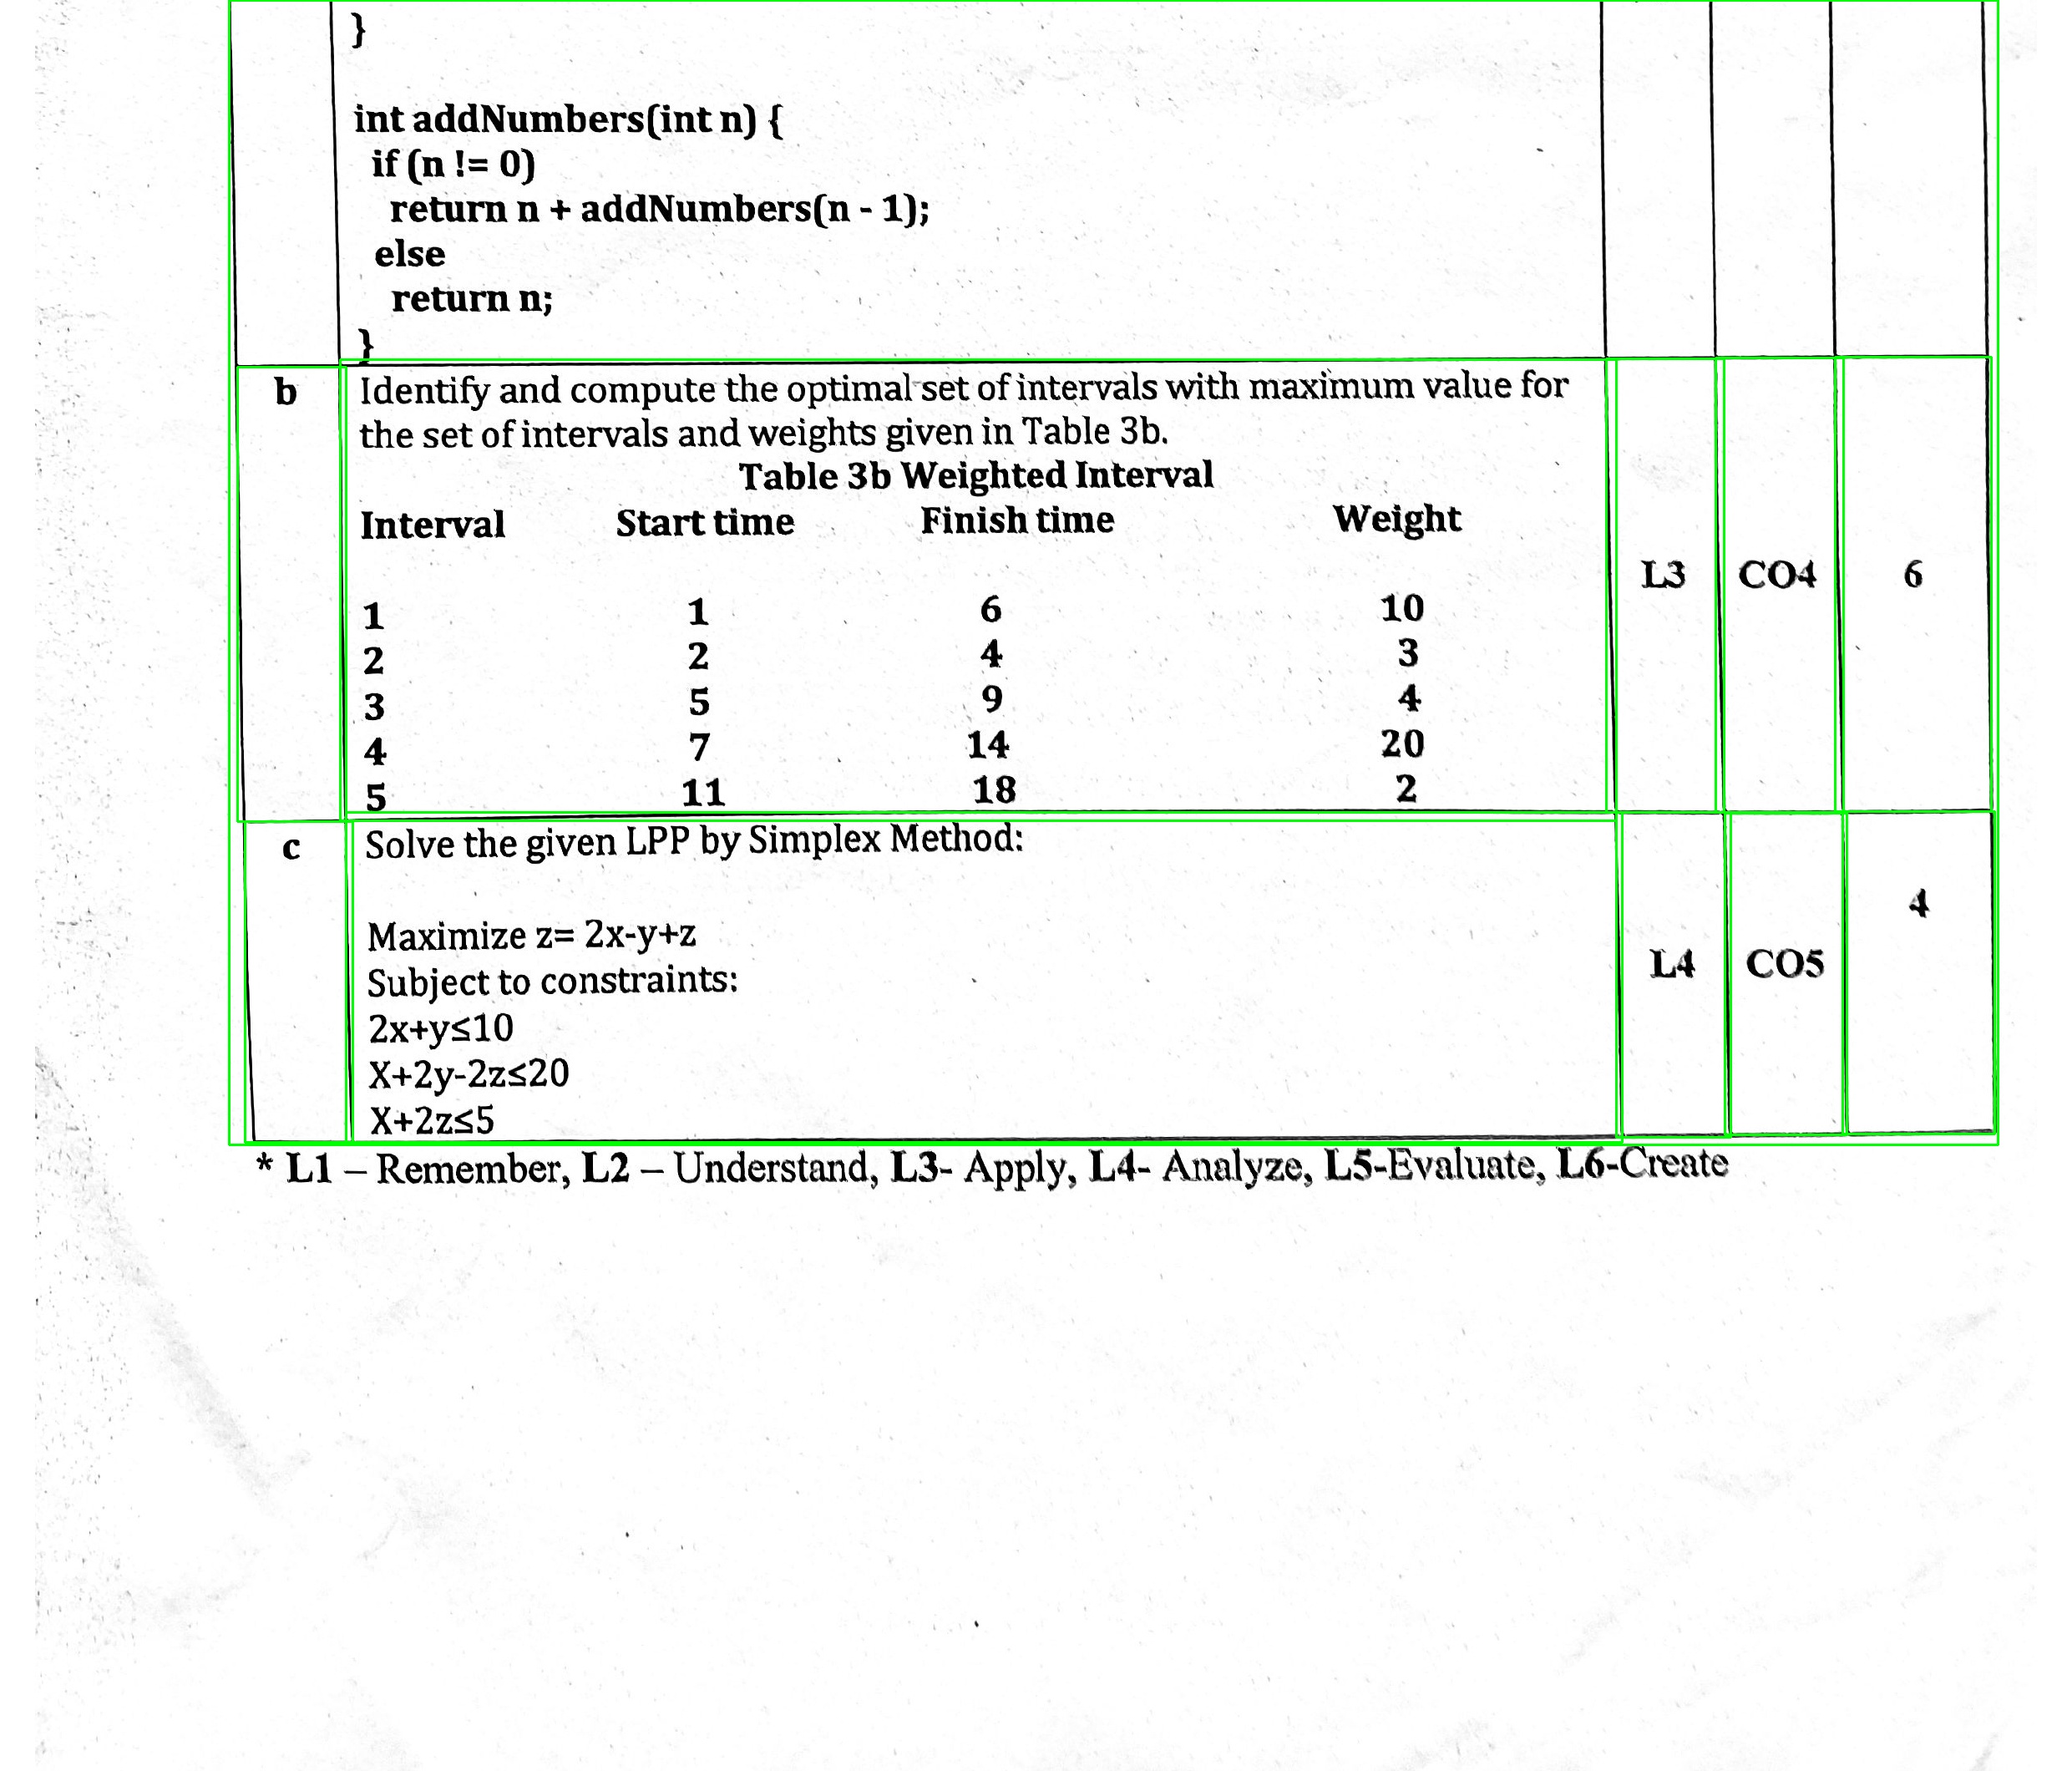 }
int addNumbers(int n) {
if (n != 0)
return n + addNumbers(n - 1);
else
return n;
}
b Identify and compute the optimal set of intervals with maximum value for
the set of intervals and weights given in Table 3b.
Table 3b Weighted Interval
Interval Start time Finish time Weight
L3 CO4 6
1 1 6 10
2 2 4 3
3 5 9 4
4 7 14 20
5 11 18 2
c Solve the given LPP by Simplex Method:
4
Maximize z= 2x-y+z
L4 CO5
Subject to constraints:
2x+y≤10
X+2y-2z≤20
X+2z≤5
* L1 – Remember, L2 – Understand, L3- Apply, L4- Analyze, L5-Evaluate, L6-Create